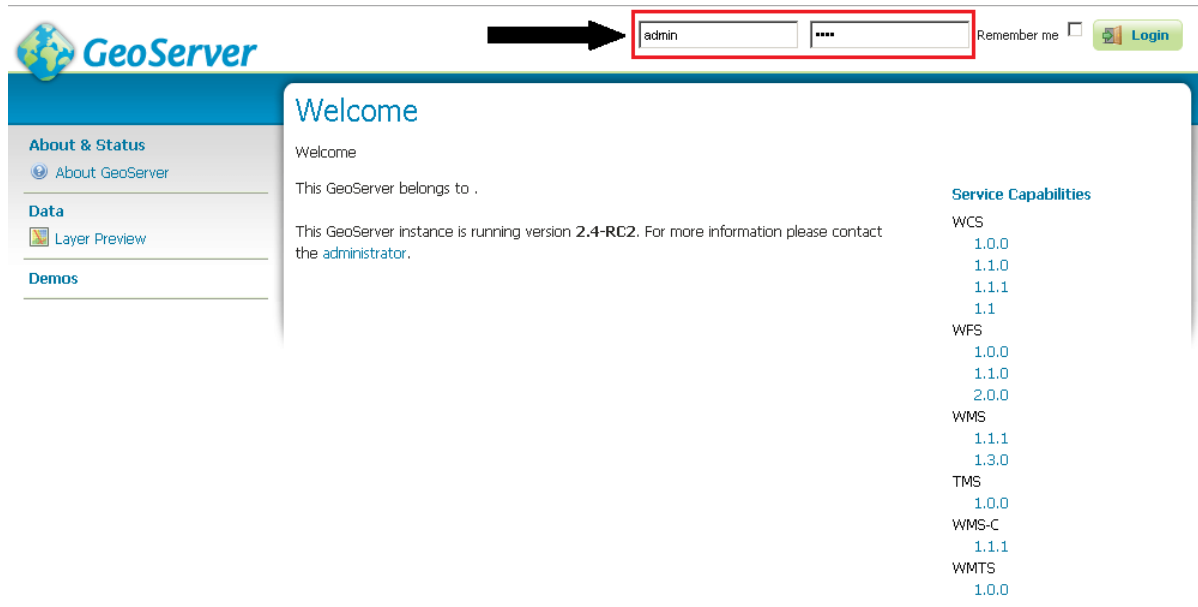 GeoServer
admin
••••
Remember me
Login
About & Status
About GeoServer
Data
Layer Preview
Demos
Welcome
Welcome
This GeoServer belongs to .
This GeoServer instance is running version 2.4-RC2. For more information please contact
the administrator.
Service Capabilities
WCS
1.0.0
1.1.0
1.1.1
1.1
WFS
1.0.0
1.1.0
2.0.0
WMS
1.1.1
1.3.0
TMS
1.0.0
WMS-C
1.1.1
WMTS
1.0.0